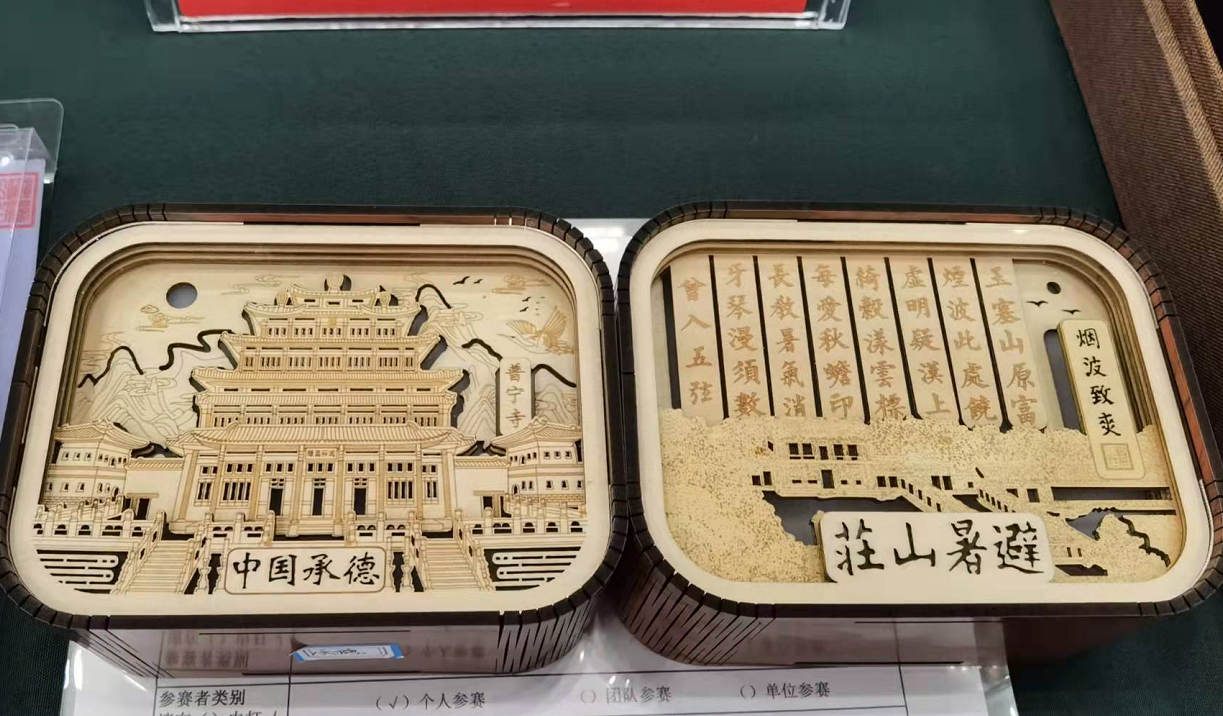 普宁寺
中国承德
玉塞山原富
煙波此處饒
虛明疑漢上
綺縠漾雲標
每愛秋蟾印
長教暑氣消
牙琴漫須數
曾入五弦
烟波致爽
避暑山莊
参赛者类别
(√) 个人参赛 () 团队参赛 () 单位参赛